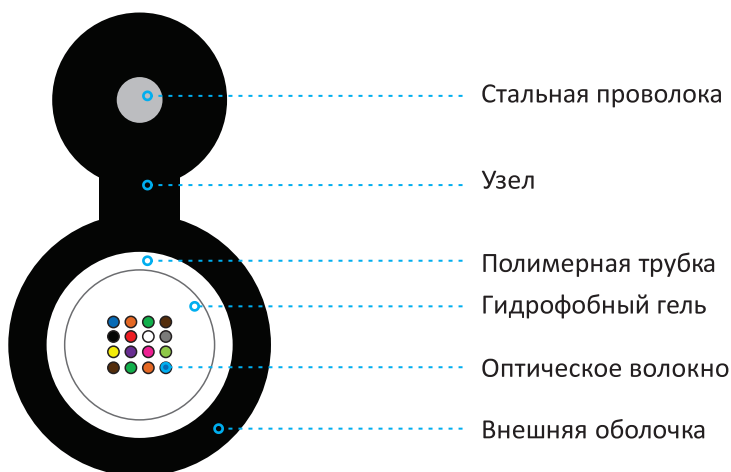 Стальная проволока
Узел
Полимерная трубка
Гидрофобный гель
Оптическое волокно
Внешняя оболочка